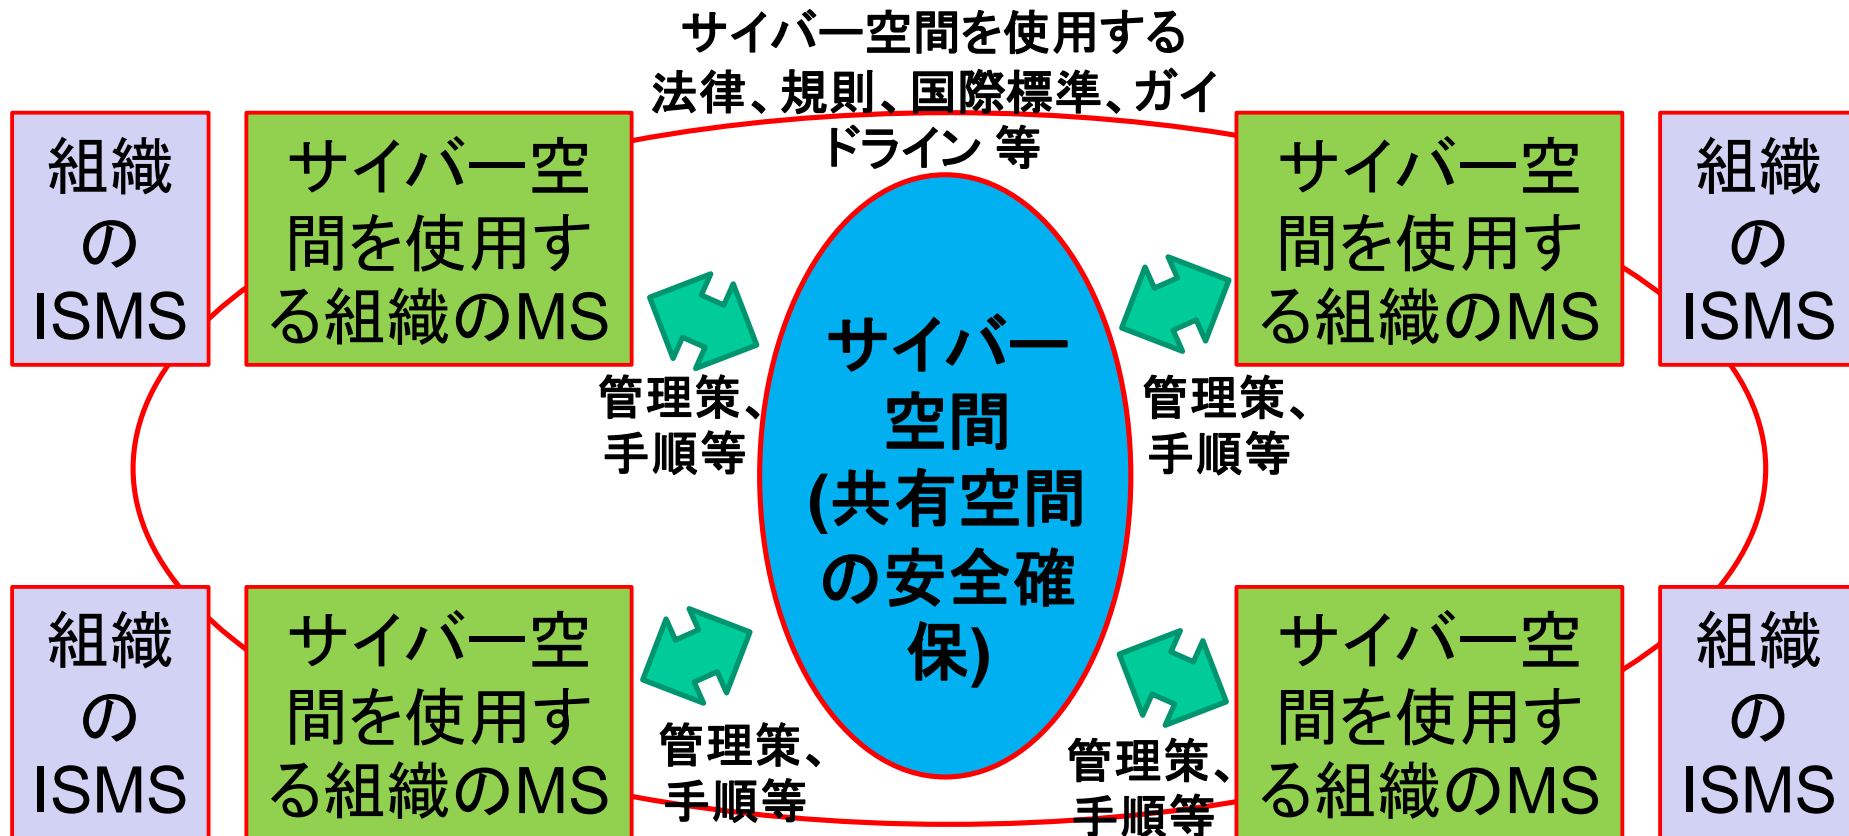 サイバー空間を使用する
法律、規則、国際標準、ガイ
ドライン 等
組織
の
ISMS
サイバー空
間を使用す
る組織のMS
サイバー空
間を使用す
る組織のMS
組織
の
ISMS
管理策、
手順等
サイバー
空間
(共有空間
の安全確
保)
管理策、
手順等
組織
の
ISMS
サイバー空
間を使用す
る組織のMS
管理策、
手順等
管理策、
手順等
サイバー空
間を使用す
る組織のMS
組織
の
ISMS